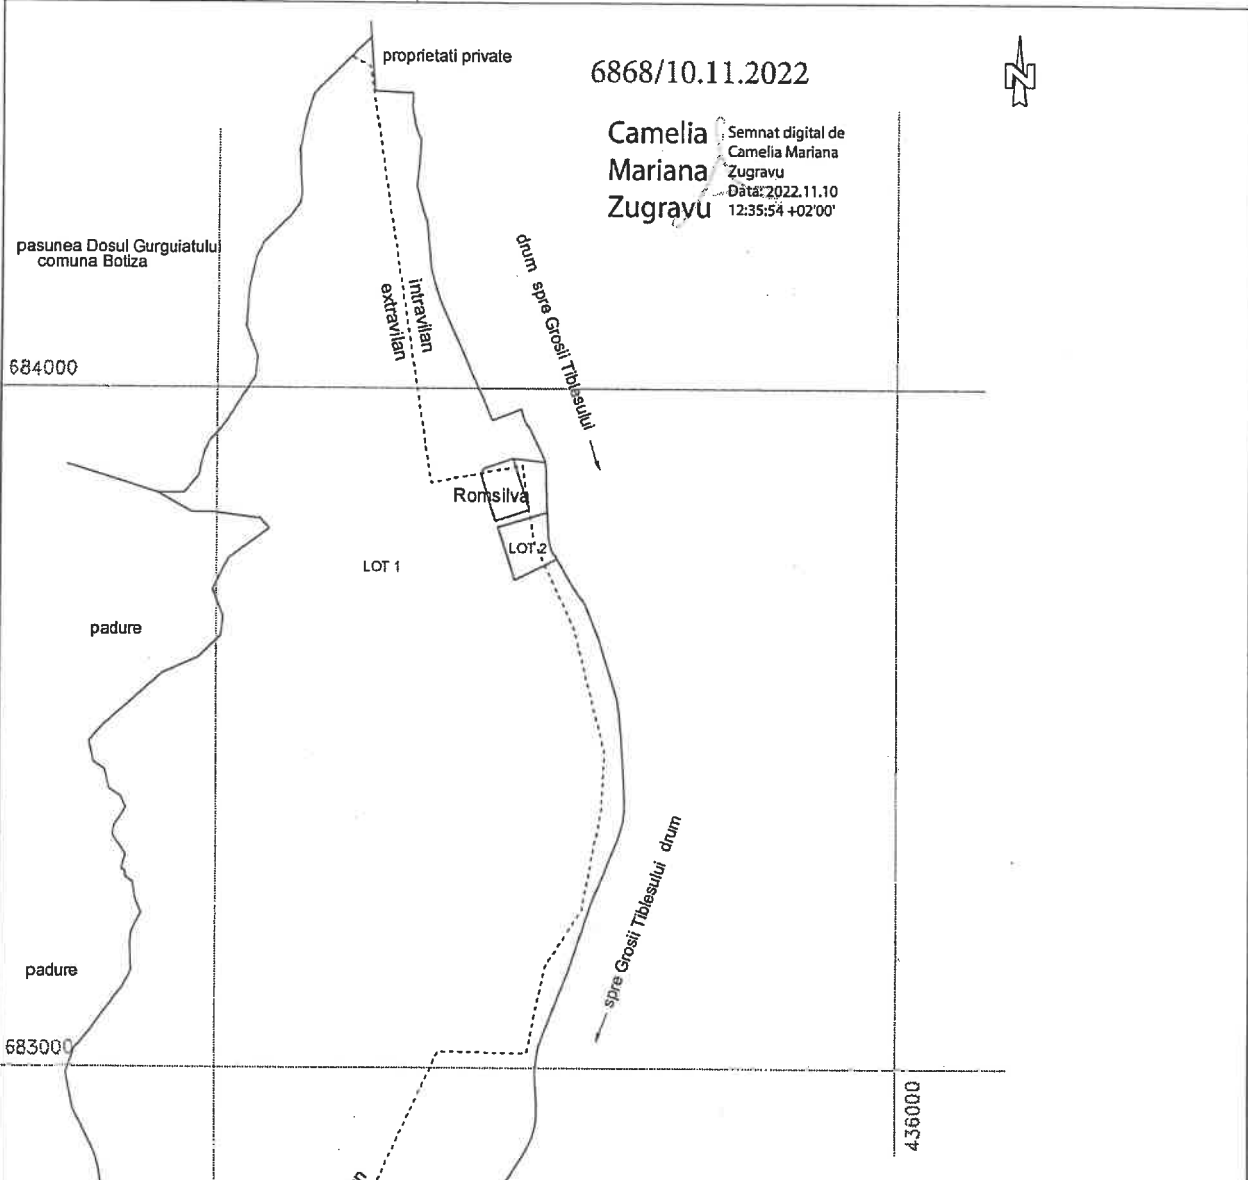 proprietati private
6868/10.11.2022
N
Camelia
Mariana
Zugravu
Semnat digital de
Camelia Mariana
Zugravu
Data: 2022.11.10
12:35:54 +02'00'
pasunea Dosul Gurguiatului
comuna Botiza
drum spre Grosii Tiblesului
intravilan
extravilan
684000
Romsilva
LOT 2
LOT 1
padure
spre Grosii Tiblesului drum
padure
683000
436000